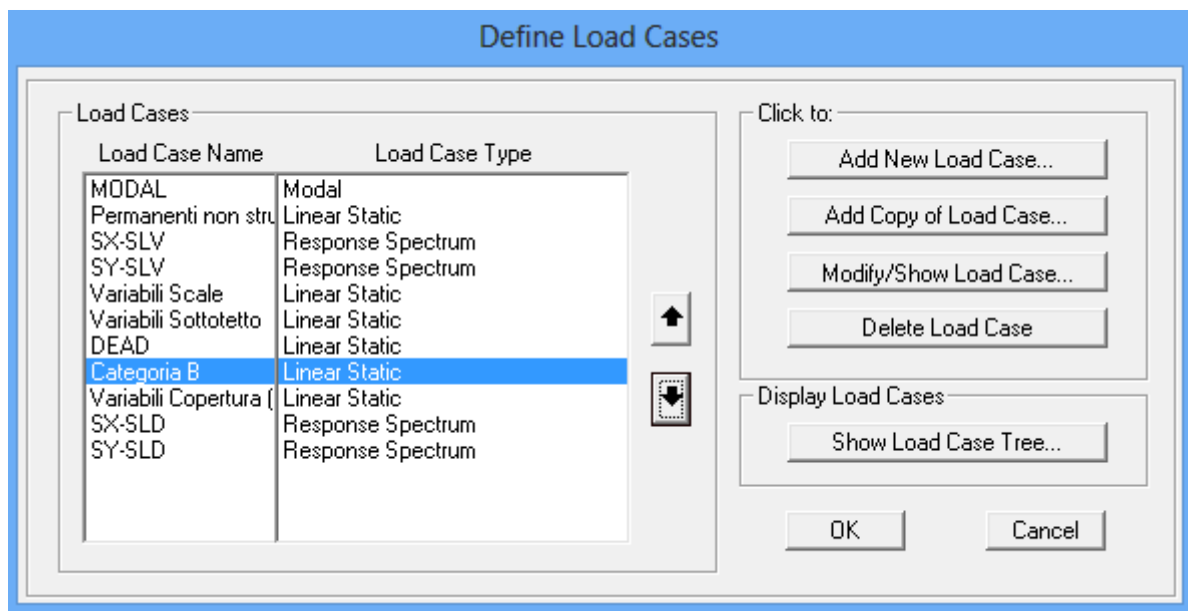 Define Load Cases
Load Cases
Load Case Name Load Case Type
MODAL Modal
Permanenti non stru Linear Static
SX-SLV Response Spectrum
SY-SLV Response Spectrum
Variabili Scale Linear Static
Variabili Sottotetto Linear Static
DEAD Linear Static
Categoria B Linear Static
Variabili Copertura ( Linear Static
SX-SLD Response Spectrum
SY-SLD Response Spectrum
Click to:
Add New Load Case...
Add Copy of Load Case...
Modify/Show Load Case...
Delete Load Case
Display Load Cases
Show Load Case Tree...
OK Cancel